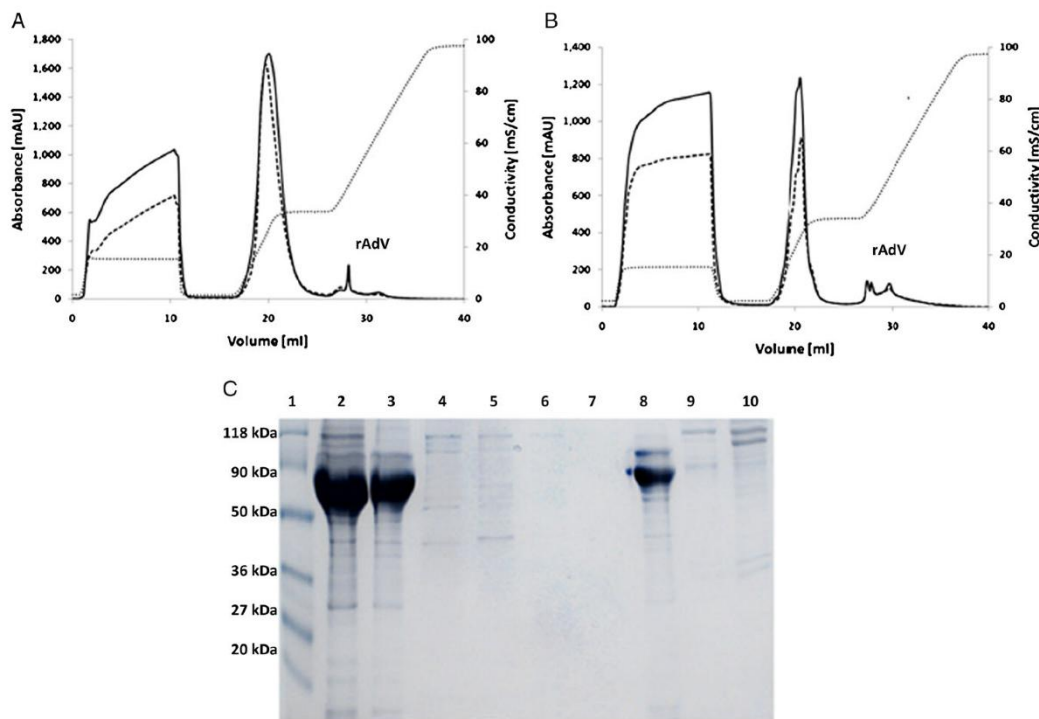 A
1,800
1,600
1,400
1,200
1,000
800
600
400
200
0
Absorbance [mAU]
100
80
60
40
20
0
Conductivity [mS/cm]
rAdV
0 10 20 30 40
Volume [ml]
B
1,400
1,200
1,000
800
600
400
200
0
Absorbance [mAU]
100
80
60
40
20
0
Conductivity [mS/cm]
rAdV
0 10 20 30 40
Volume [ml]
C
1 2 3 4 5 6 7 8 9 10
118 kDa
90 kDa
50 kDa
36 kDa
27 kDa
20 kDa